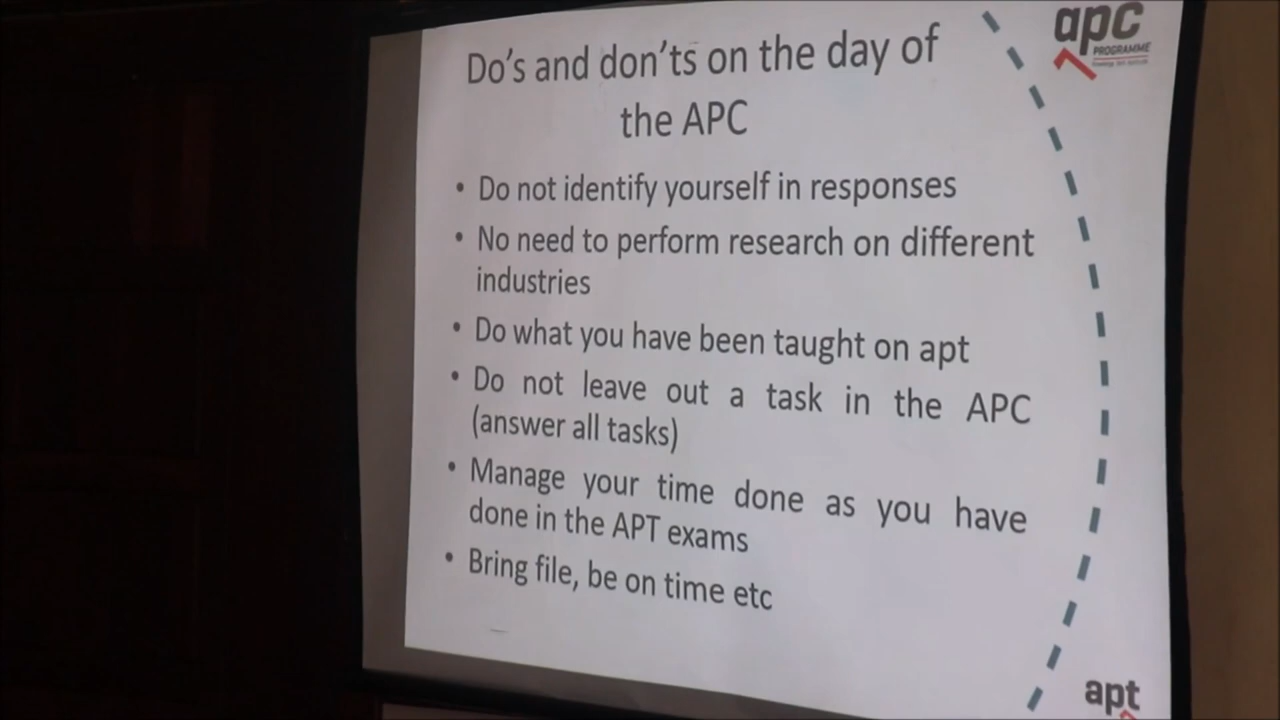 Do's and don'ts on the day of
the APC
apc
PROGRAMME
• Do not identify yourself in responses
• No need to perform research on different
industries
• Do what you have been taught on apt
• Do not leave out a task in the APC
(answer all tasks)
• Manage your time done as you have
done in the APT exams
• Bring file, be on time etc
apt